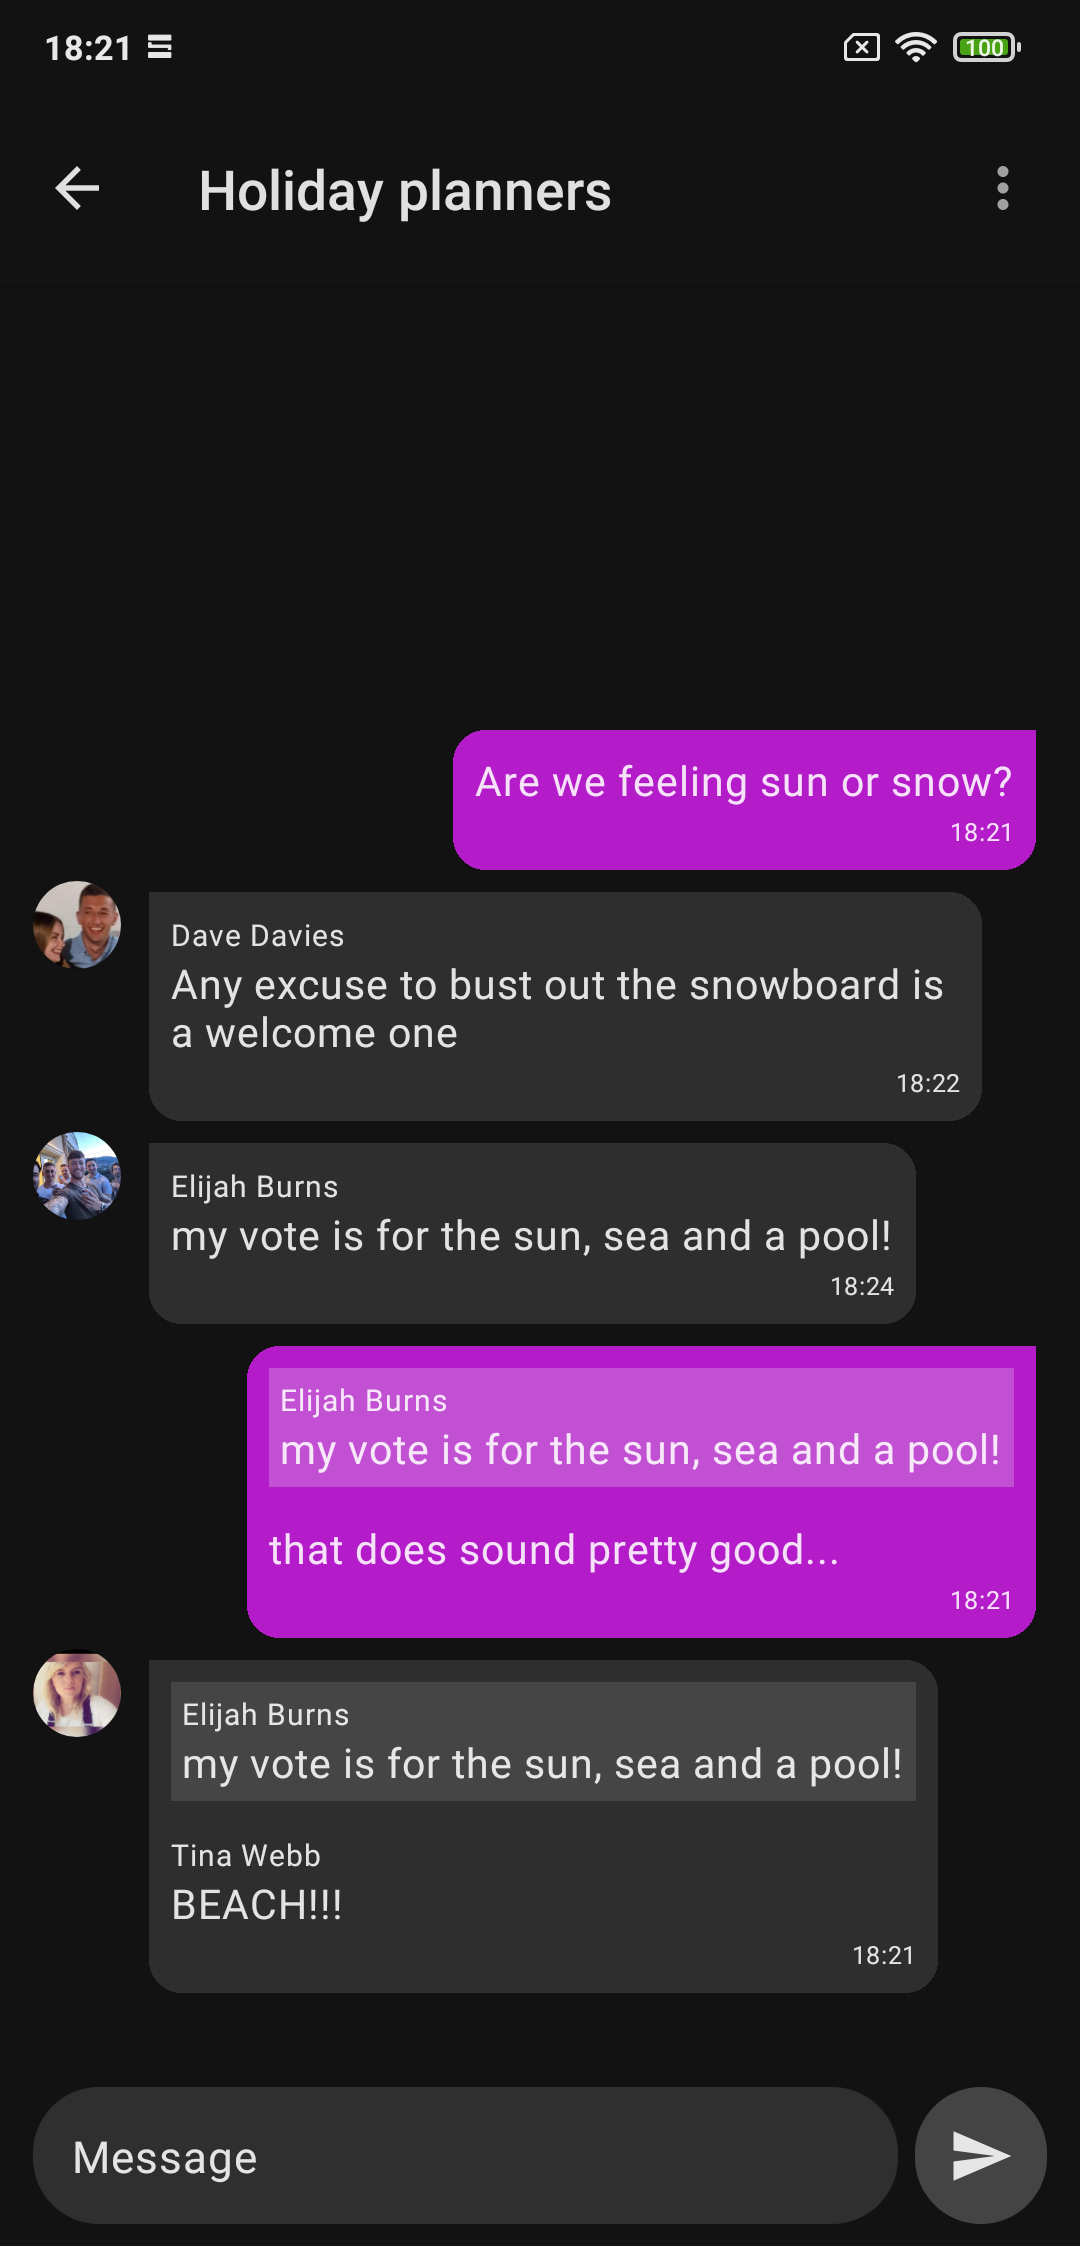 18:21
100
Holiday planners
Are we feeling sun or snow?
18:21
Dave Davies
Any excuse to bust out the snowboard is
a welcome one
18:22
Elijah Burns
my vote is for the sun, sea and a pool!
18:24
Elijah Burns
my vote is for the sun, sea and a pool!
that does sound pretty good...
18:21
Elijah Burns
my vote is for the sun, sea and a pool!
Tina Webb
BEACH!!!
18:21
Message